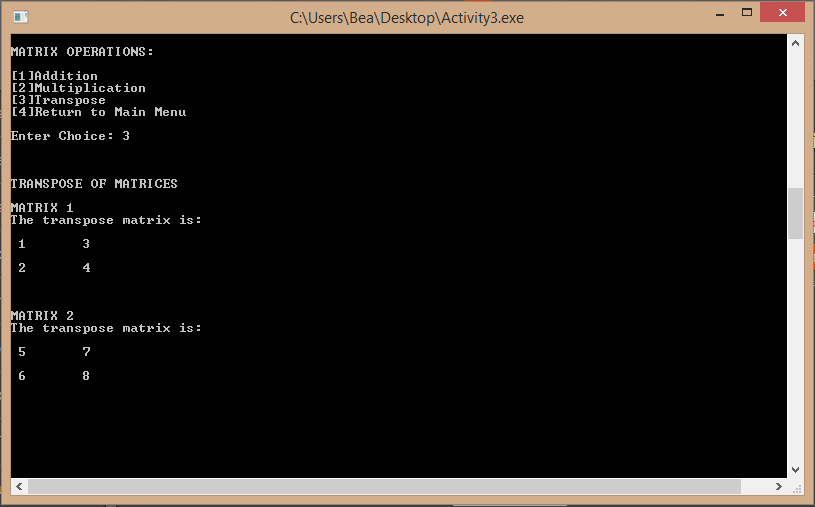 C:\Users\Bea\Desktop\Activity3.exe
MATRIX OPERATIONS:
[1]Addition
[2]Multiplication
[3]Transpose
[4]Return to Main Menu
Enter Choice: 3
TRANSPOSE OF MATRICES
MATRIX 1
The transpose matrix is:
1 3
2 4
MATRIX 2
The transpose matrix is:
5 7
6 8